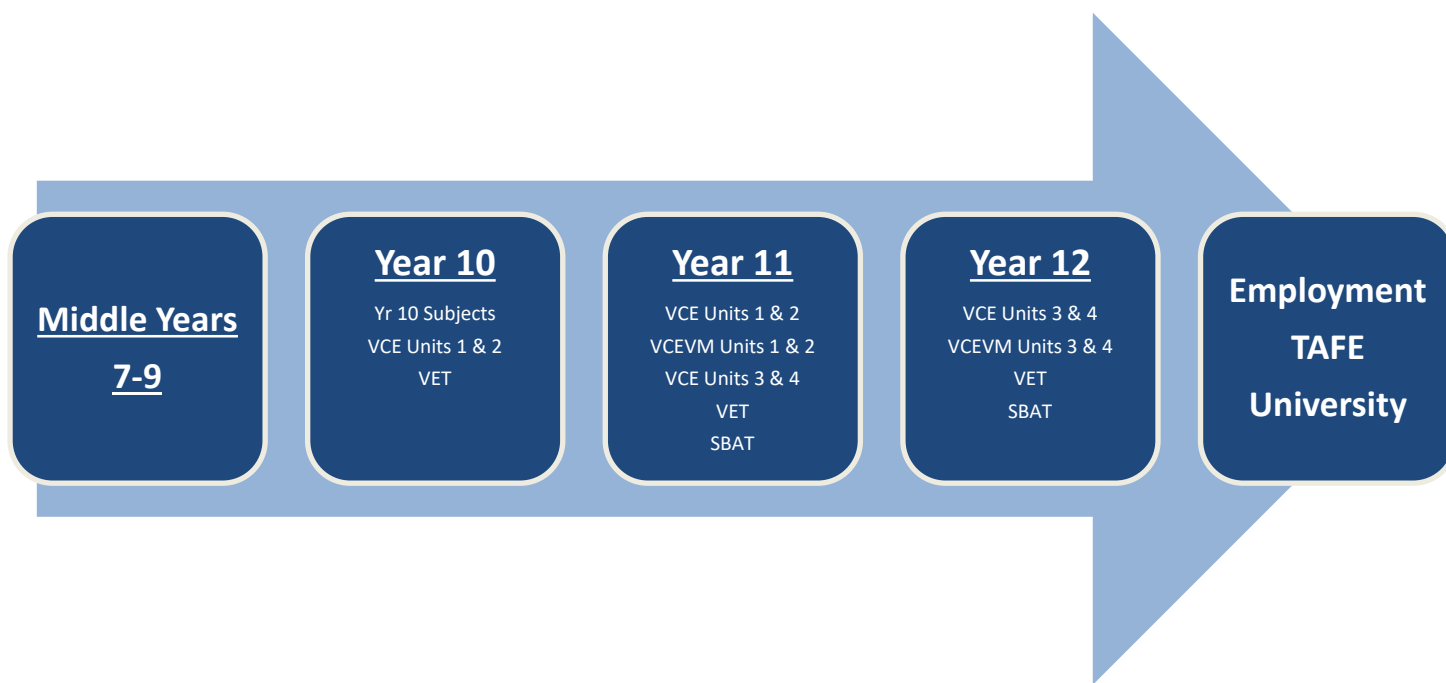 Middle Years
7-9
Year 10
Yr 10 Subjects
VCE Units 1 & 2
VET
Year 11
VCE Units 1 & 2
VCEVM Units 1 & 2
VCE Units 3 & 4
VET
SBAT
Year 12
VCE Units 3 & 4
VCEVM Units 3 & 4
VET
SBAT
Employment
TAFE
University